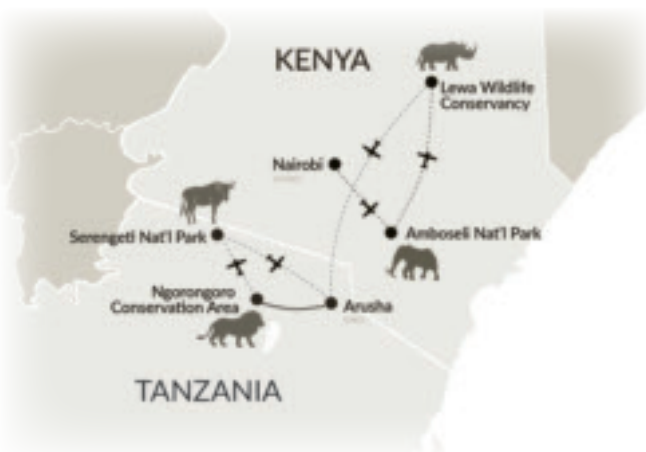 KENYA
Lewa Wildlife
Conservancy
Nairobi
Serengeti Nat'l Park
Amboseli Nat'l Park
Ngorongoro
Conservation Area
Arusha
TANZANIA